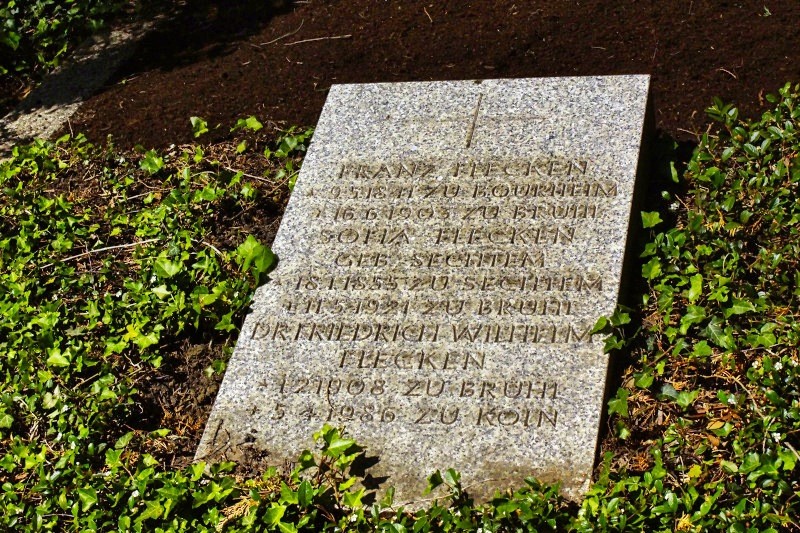 FRANZ FLECKEN
* 9.5.1841 ZU BOURHEIM
+ 16.6.1903 ZU BRÜHL
SOFIA FLECKEN
GEB. SECHTEM
* 18.1.1855 ZU SECHTEM
+ 11.5.1921 ZU BRÜHL
DR. FRIEDRICH WILHELM
FLECKEN
* 1.2.1908 ZU BRÜHL
+ 5.4.1986 ZU KÖLN